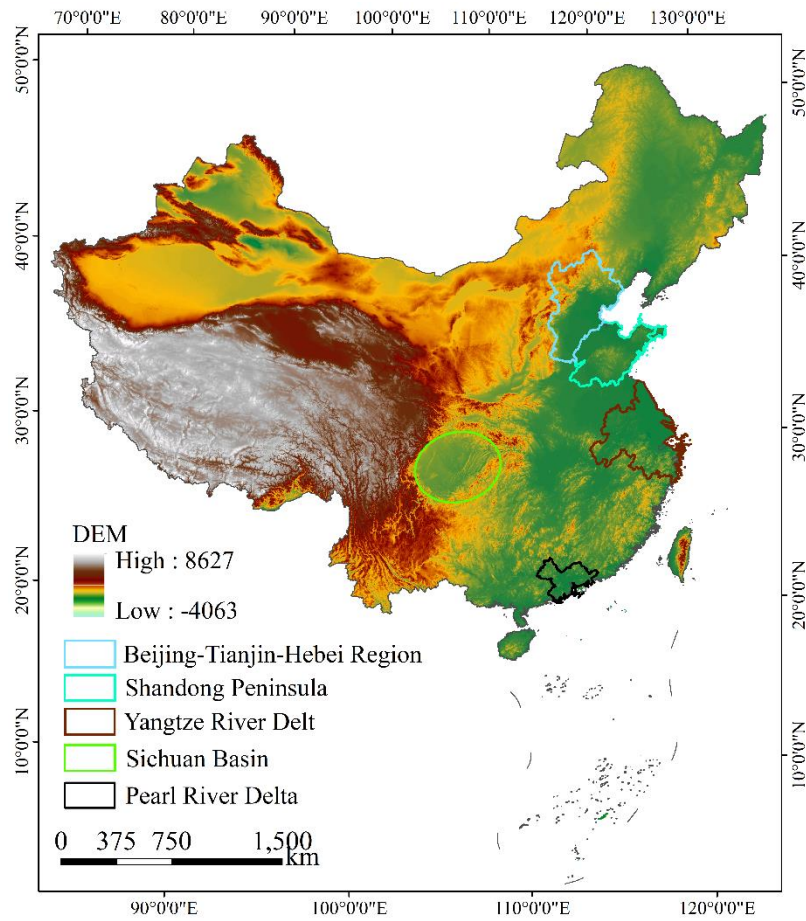 70°0'0"E 80°0'0"E 90°0'0"E 100°0'0"E 110°0'0"E 120°0'0"E 130°0'0"E
50°0'0"N
50°0'0"N
40°0'0"N
40°0'0"N
30°0'0"N
30°0'0"N
20°0'0"N
20°0'0"N
10°0'0"N
10°0'0"N
DEM
High : 8627
Low : -4063
Beijing-Tianjin-Hebei Region
Shandong Peninsula
Yangtze River Delt
Sichuan Basin
Pearl River Delta
0 375 750 1,500
km
90°0'0"E 100°0'0"E 110°0'0"E 120°0'0"E